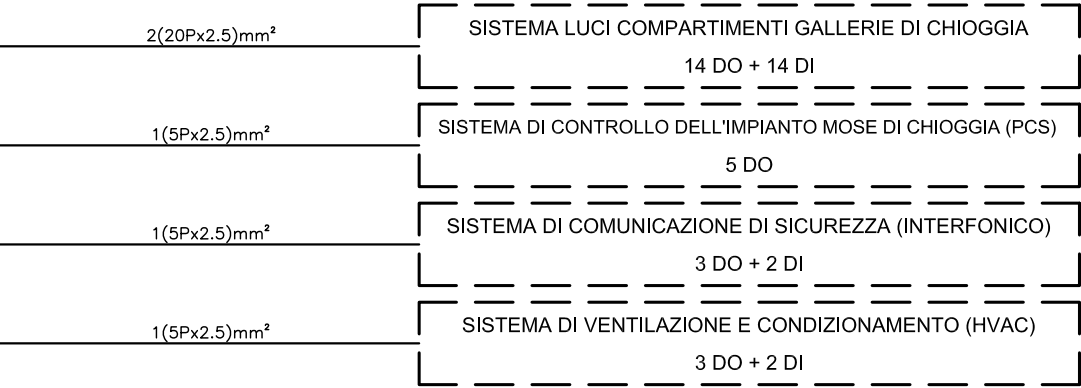 2(20Px2.5)mm²
SISTEMA LUCI COMPARTIMENTI GALLERIE DI CHIOGGIA
14 DO + 14 DI
1(5Px2.5)mm²
SISTEMA DI CONTROLLO DELL'IMPIANTO MOSE DI CHIOGGIA (PCS)
5 DO
1(5Px2.5)mm²
SISTEMA DI COMUNICAZIONE DI SICUREZZA (INTERFONICO)
3 DO + 2 DI
1(5Px2.5)mm²
SISTEMA DI VENTILAZIONE E CONDIZIONAMENTO (HVAC)
3 DO + 2 DI